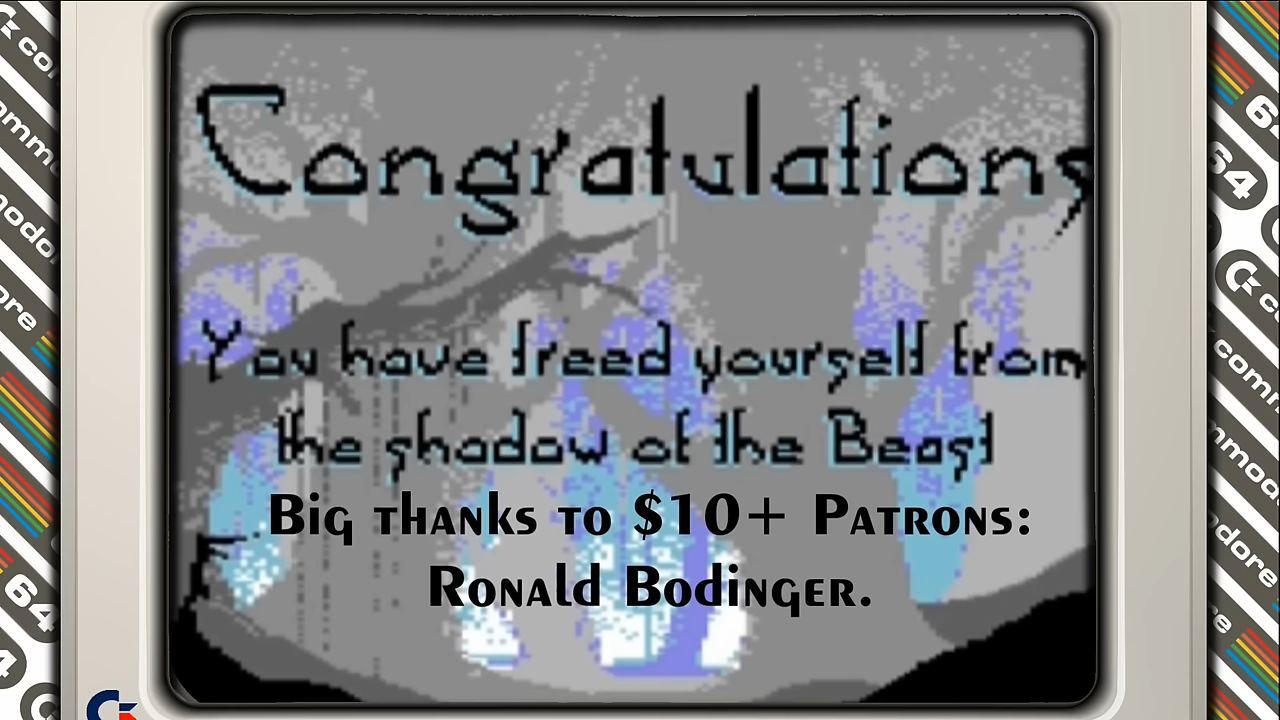 Congratulations
You have freed yourself from
the shadow of the Beast
Big thanks to $10+ Patrons:
Ronald Bodinger.